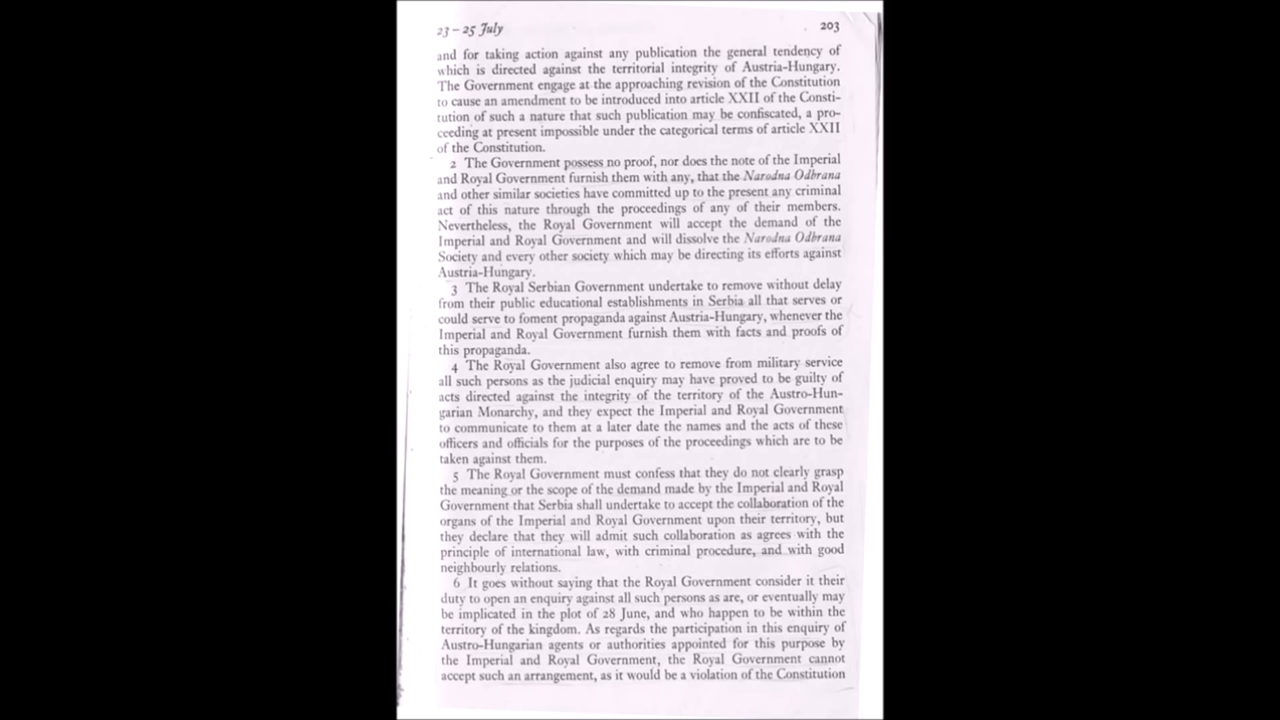 23 – 25 July 203
and for taking action against any publication the general tendency of
which is directed against the territorial integrity of Austria-Hungary.
The Government engage at the approaching revision of the Constitution
to cause an amendment to be introduced into article XXII of the Consti-
tution of such a nature that such publication may be confiscated, a pro-
ceeding at present impossible under the categorical terms of article XXII
of the Constitution.
2 The Government possess no proof, nor does the note of the Imperial
and Royal Government furnish them with any, that the Narodna Odbrana
and other similar societies have committed up to the present any criminal
act of this nature through the proceedings of any of their members.
Nevertheless, the Royal Government will accept the demand of the
Imperial and Royal Government and will dissolve the Narodna Odbrana
Society and every other society which may be directing its efforts against
Austria-Hungary.
3 The Royal Serbian Government undertake to remove without delay
from their public educational establishments in Serbia all that serves or
could serve to foment propaganda against Austria-Hungary, whenever the
Imperial and Royal Government furnish them with facts and proofs of
this propaganda.
4 The Royal Government also agree to remove from military service
all such persons as the judicial enquiry may have proved to be guilty of
acts directed against the integrity of the territory of the Austro-Hun-
garian Monarchy, and they expect the Imperial and Royal Government
to communicate to them at a later date the names and the acts of these
officers and officials for the purposes of the proceedings which are to be
taken against them.
5 The Royal Government must confess that they do not clearly grasp
the meaning or the scope of the demand made by the Imperial and Royal
Government that Serbia shall undertake to accept the collaboration of the
organs of the Imperial and Royal Government upon their territory, but
they declare that they will admit such collaboration as agrees with the
principle of international law, with criminal procedure, and with good
neighbourly relations.
6 It goes without saying that the Royal Government consider it their
duty to open an enquiry against all such persons as are, or eventually may
be implicated in the plot of 28 June, and who happen to be within the
territory of the kingdom. As regards the participation in this enquiry of
Austro-Hungarian agents or authorities appointed for this purpose by
the Imperial and Royal Government, the Royal Government cannot
accept such an arrangement, as it would be a violation of the Constitution